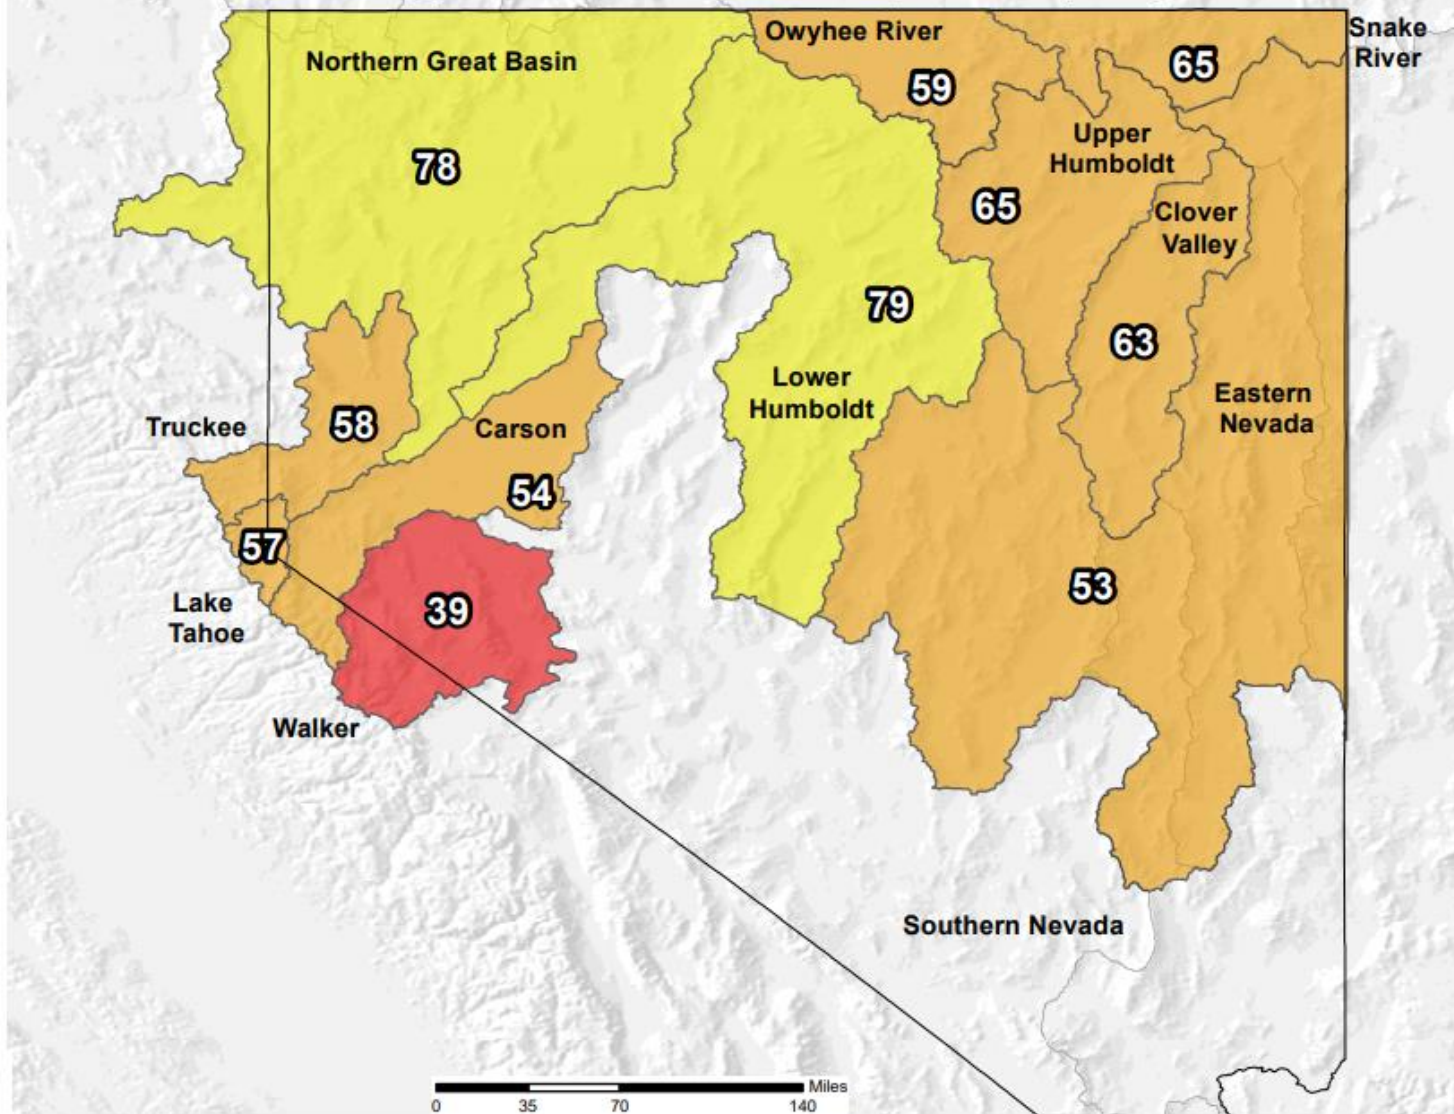 Owyhee River
Snake
River
Northern Great Basin
65
59
Upper
Humboldt
78
65
Clover
Valley
79
63
Lower
Humboldt
Eastern
Nevada
Truckee
58
Carson
54
57
53
Lake
Tahoe
39
Walker
Southern Nevada
Miles
0 35 70 140